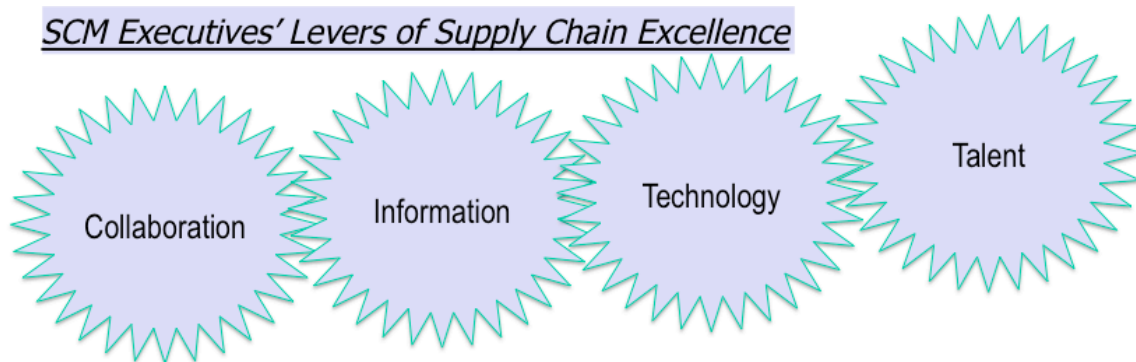 SCM Executives’ Levers of Supply Chain Excellence
Collaboration
Information
Technology
Talent